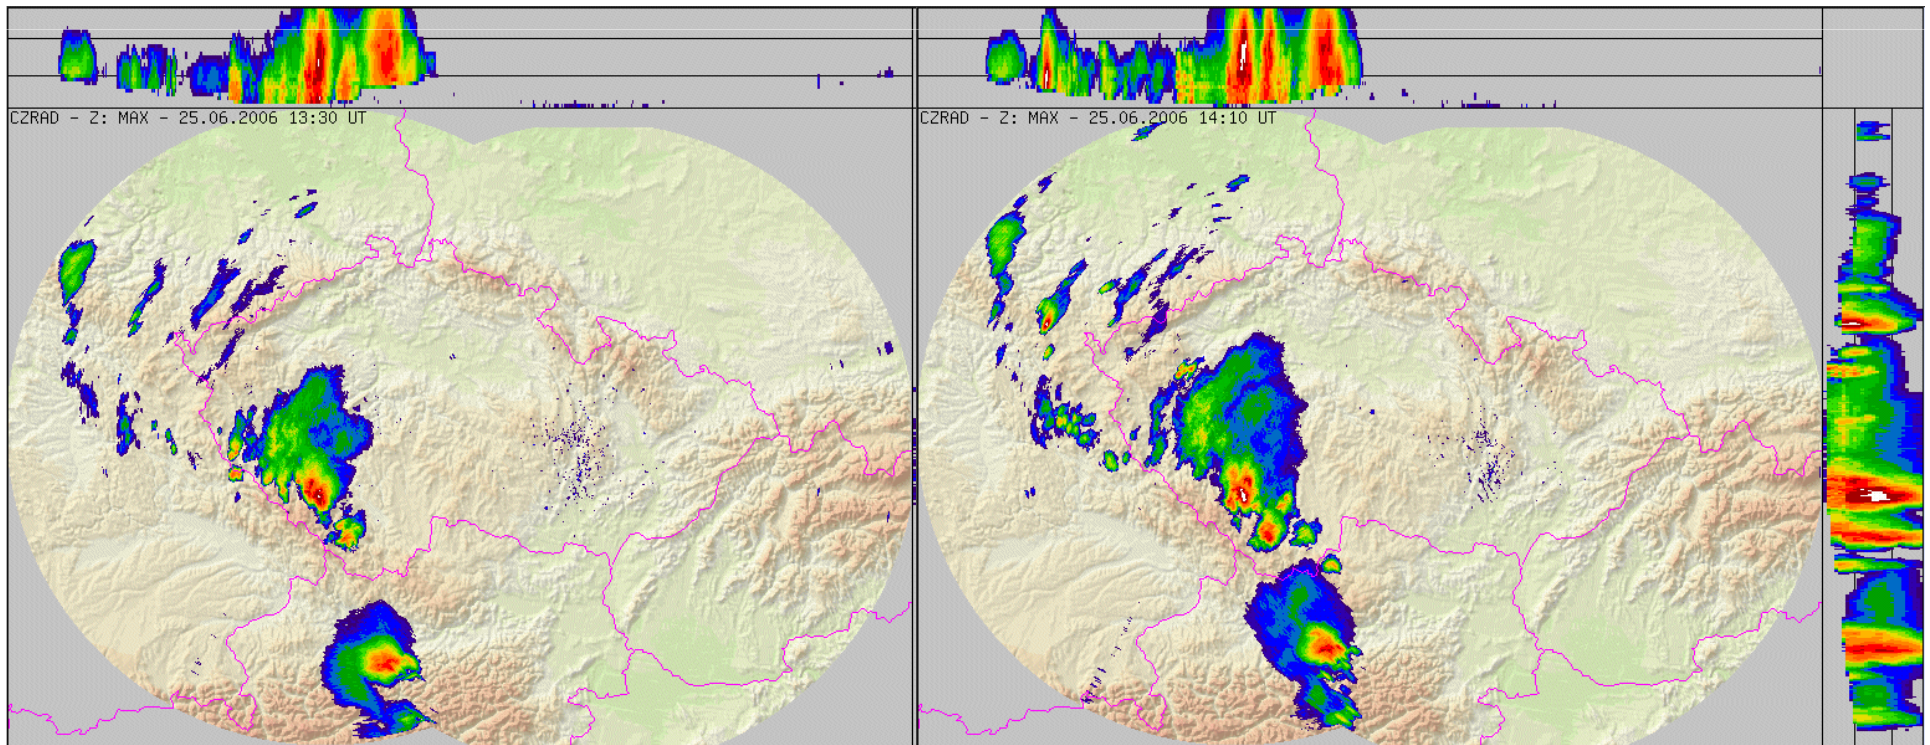 CZRAD - Z: MAX - 25.06.2006 13:30 UT
CZRAD - Z: MAX - 25.06.2006 14:10 UT